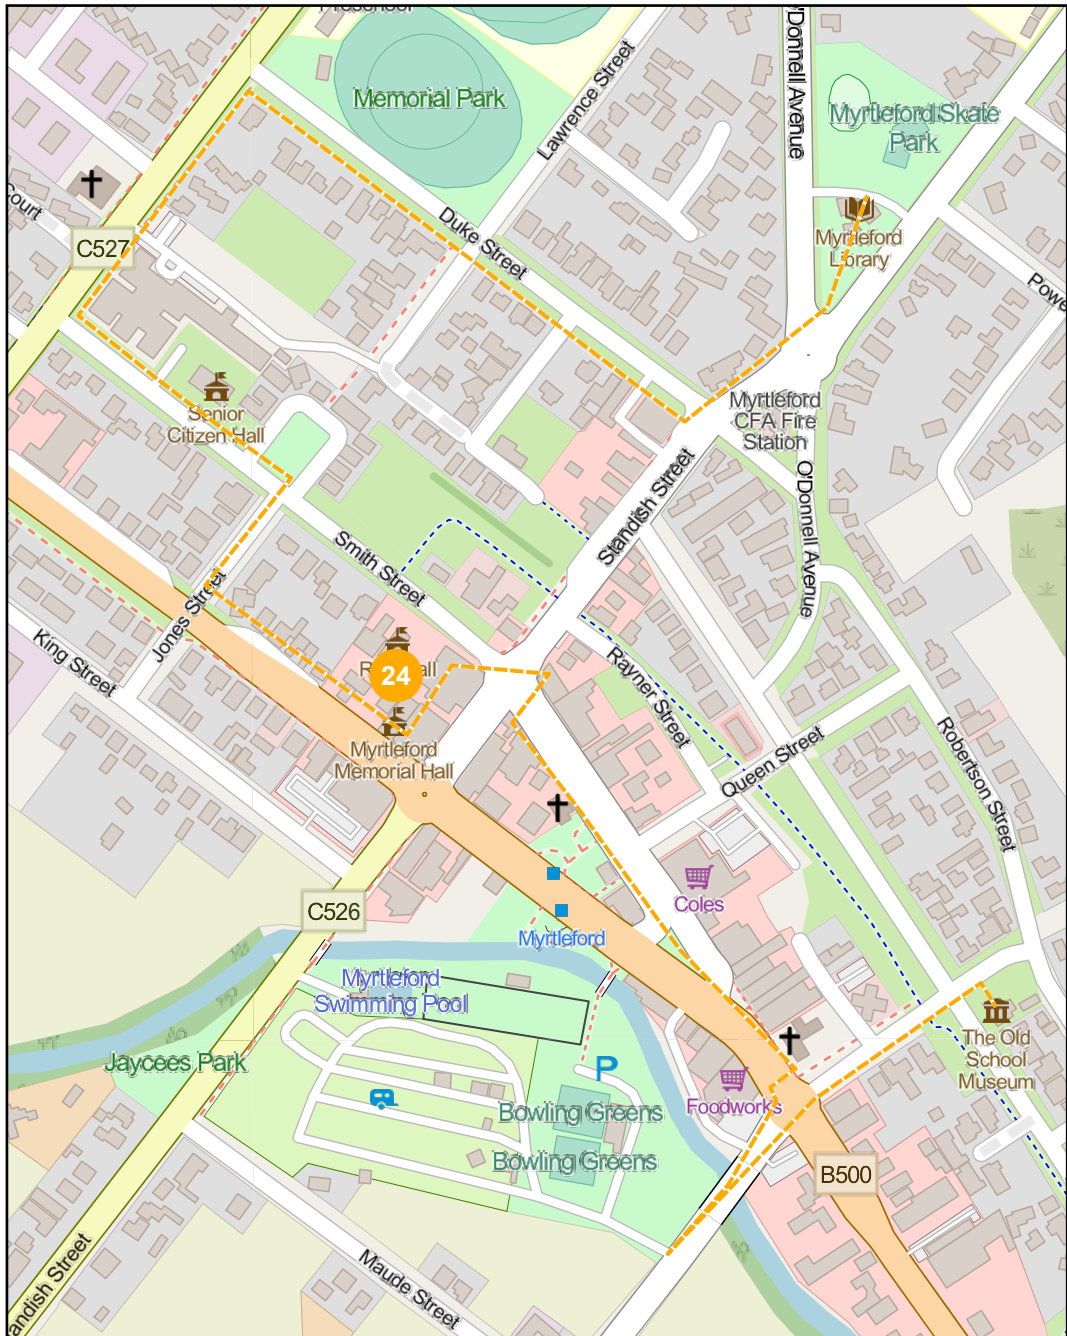 Preschool
Memorial Park
Lawrence Street
O'Donnell Avenue
Myrtleford Skate
Park
Court
C527
Duke Street
Myrtleford
Library
Powe
Senior
Citizen Hall
Myrtleford
CFA Fire
Station
Standish Street
O'Donnell Avenue
Smith Street
Jones Street
King Street
24
Rayner Street
Myrtleford
Memorial Hall
Queen Street
Robertson Street
Coles
C526
Myrtleford
Myrtleford
Swimming Pool
The Old
School
Museum
Jaycees Park
P
Foodworks
Bowling Greens
Bowling Greens
B500
Maude Street
andish Street